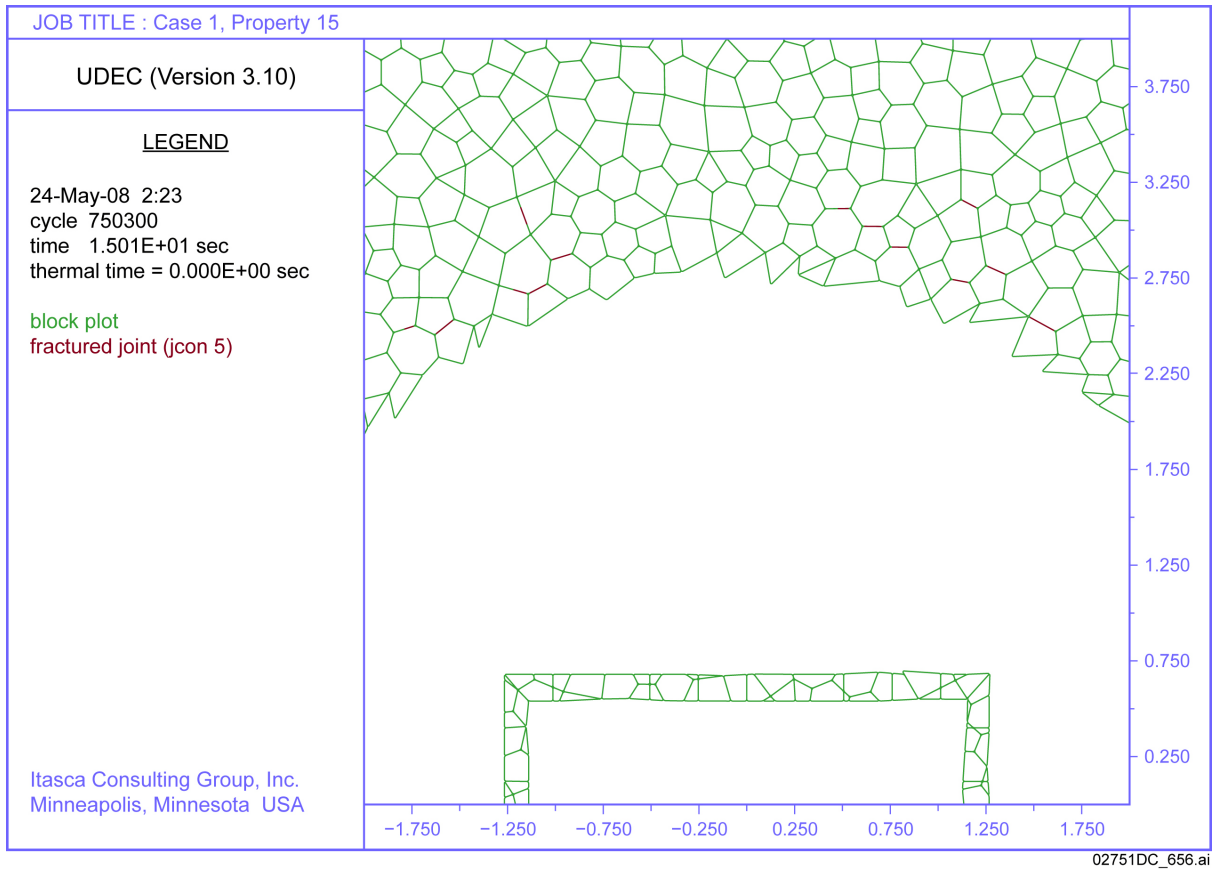 JOB TITLE : Case 1, Property 15
UDEC (Version 3.10)
LEGEND
24-May-08 2:23
cycle 750300
time 1.501E+01 sec
thermal time = 0.000E+00 sec
block plot
fractured joint (jcon 5)
Itasca Consulting Group, Inc.
Minneapolis, Minnesota USA
3.750
3.250
2.750
2.250
1.750
1.250
0.750
0.250
−1.750 −1.250 −0.750 −0.250 0.250 0.750 1.250 1.750
02751DC_656.ai